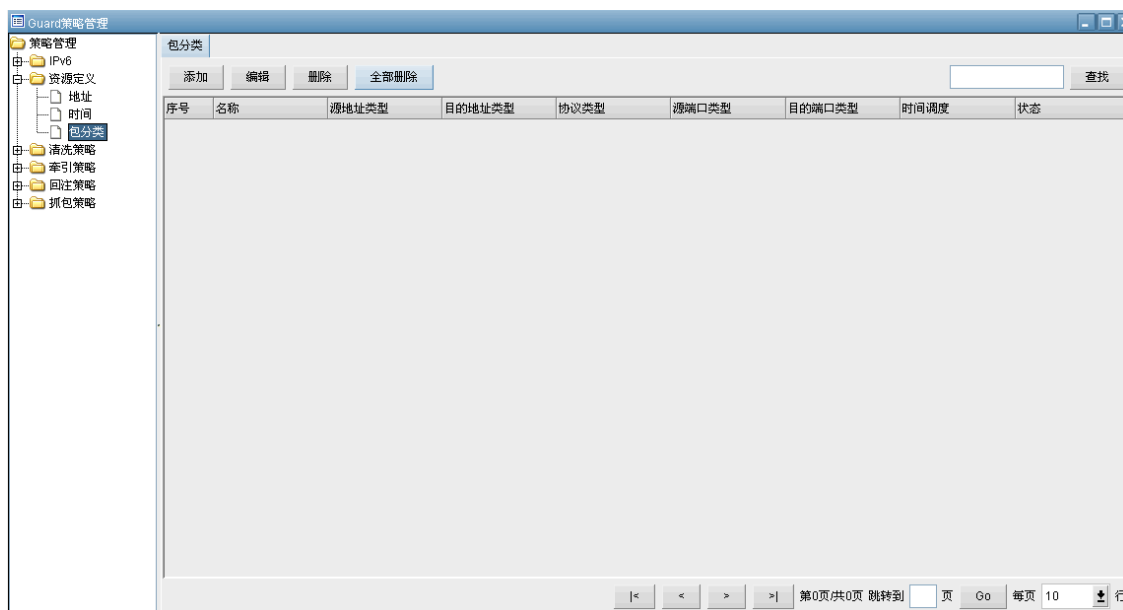 Guard策略管理
策略管理
IPv6
资源定义
地址
时间
包分类
清洗策略
牵引策略
回注策略
抓包策略
包分类
添加 编辑 删除 全部删除 查找
序号 名称 源地址类型 目的地址类型 协议类型 源端口类型 目的端口类型 时间调度 状态
|< < > >| 第0页/共0页 跳转到 页 Go 每页 10 行